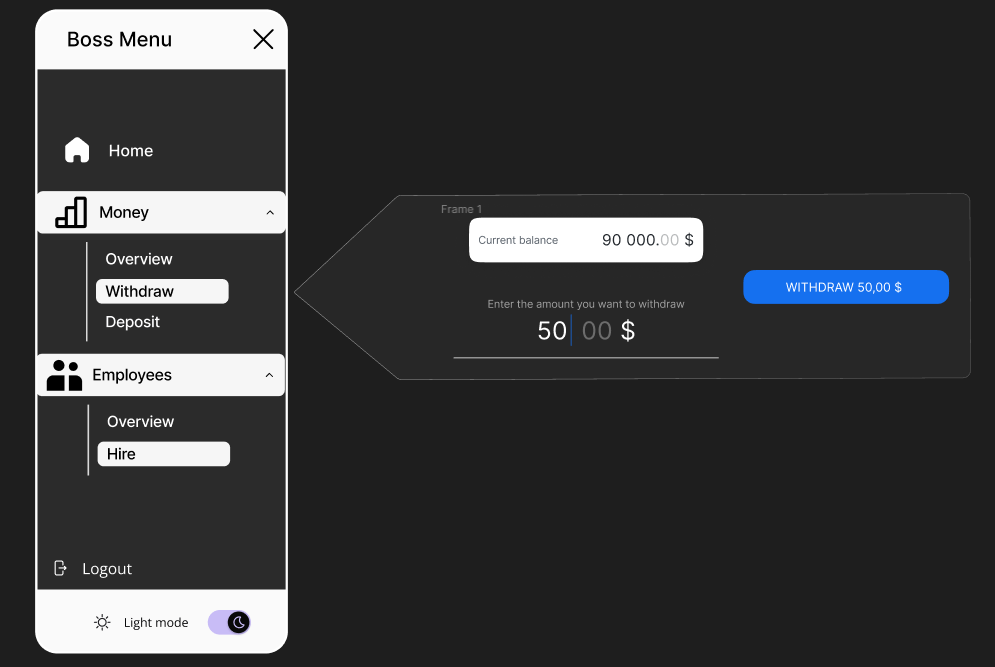 Boss Menu
Home
Money
Overview
Withdraw
Deposit
Employees
Overview
Hire
Logout
Light mode
Frame 1
Current balance 90 000.00 $
Enter the amount you want to withdraw
50 00 $
WITHDRAW 50,00 $